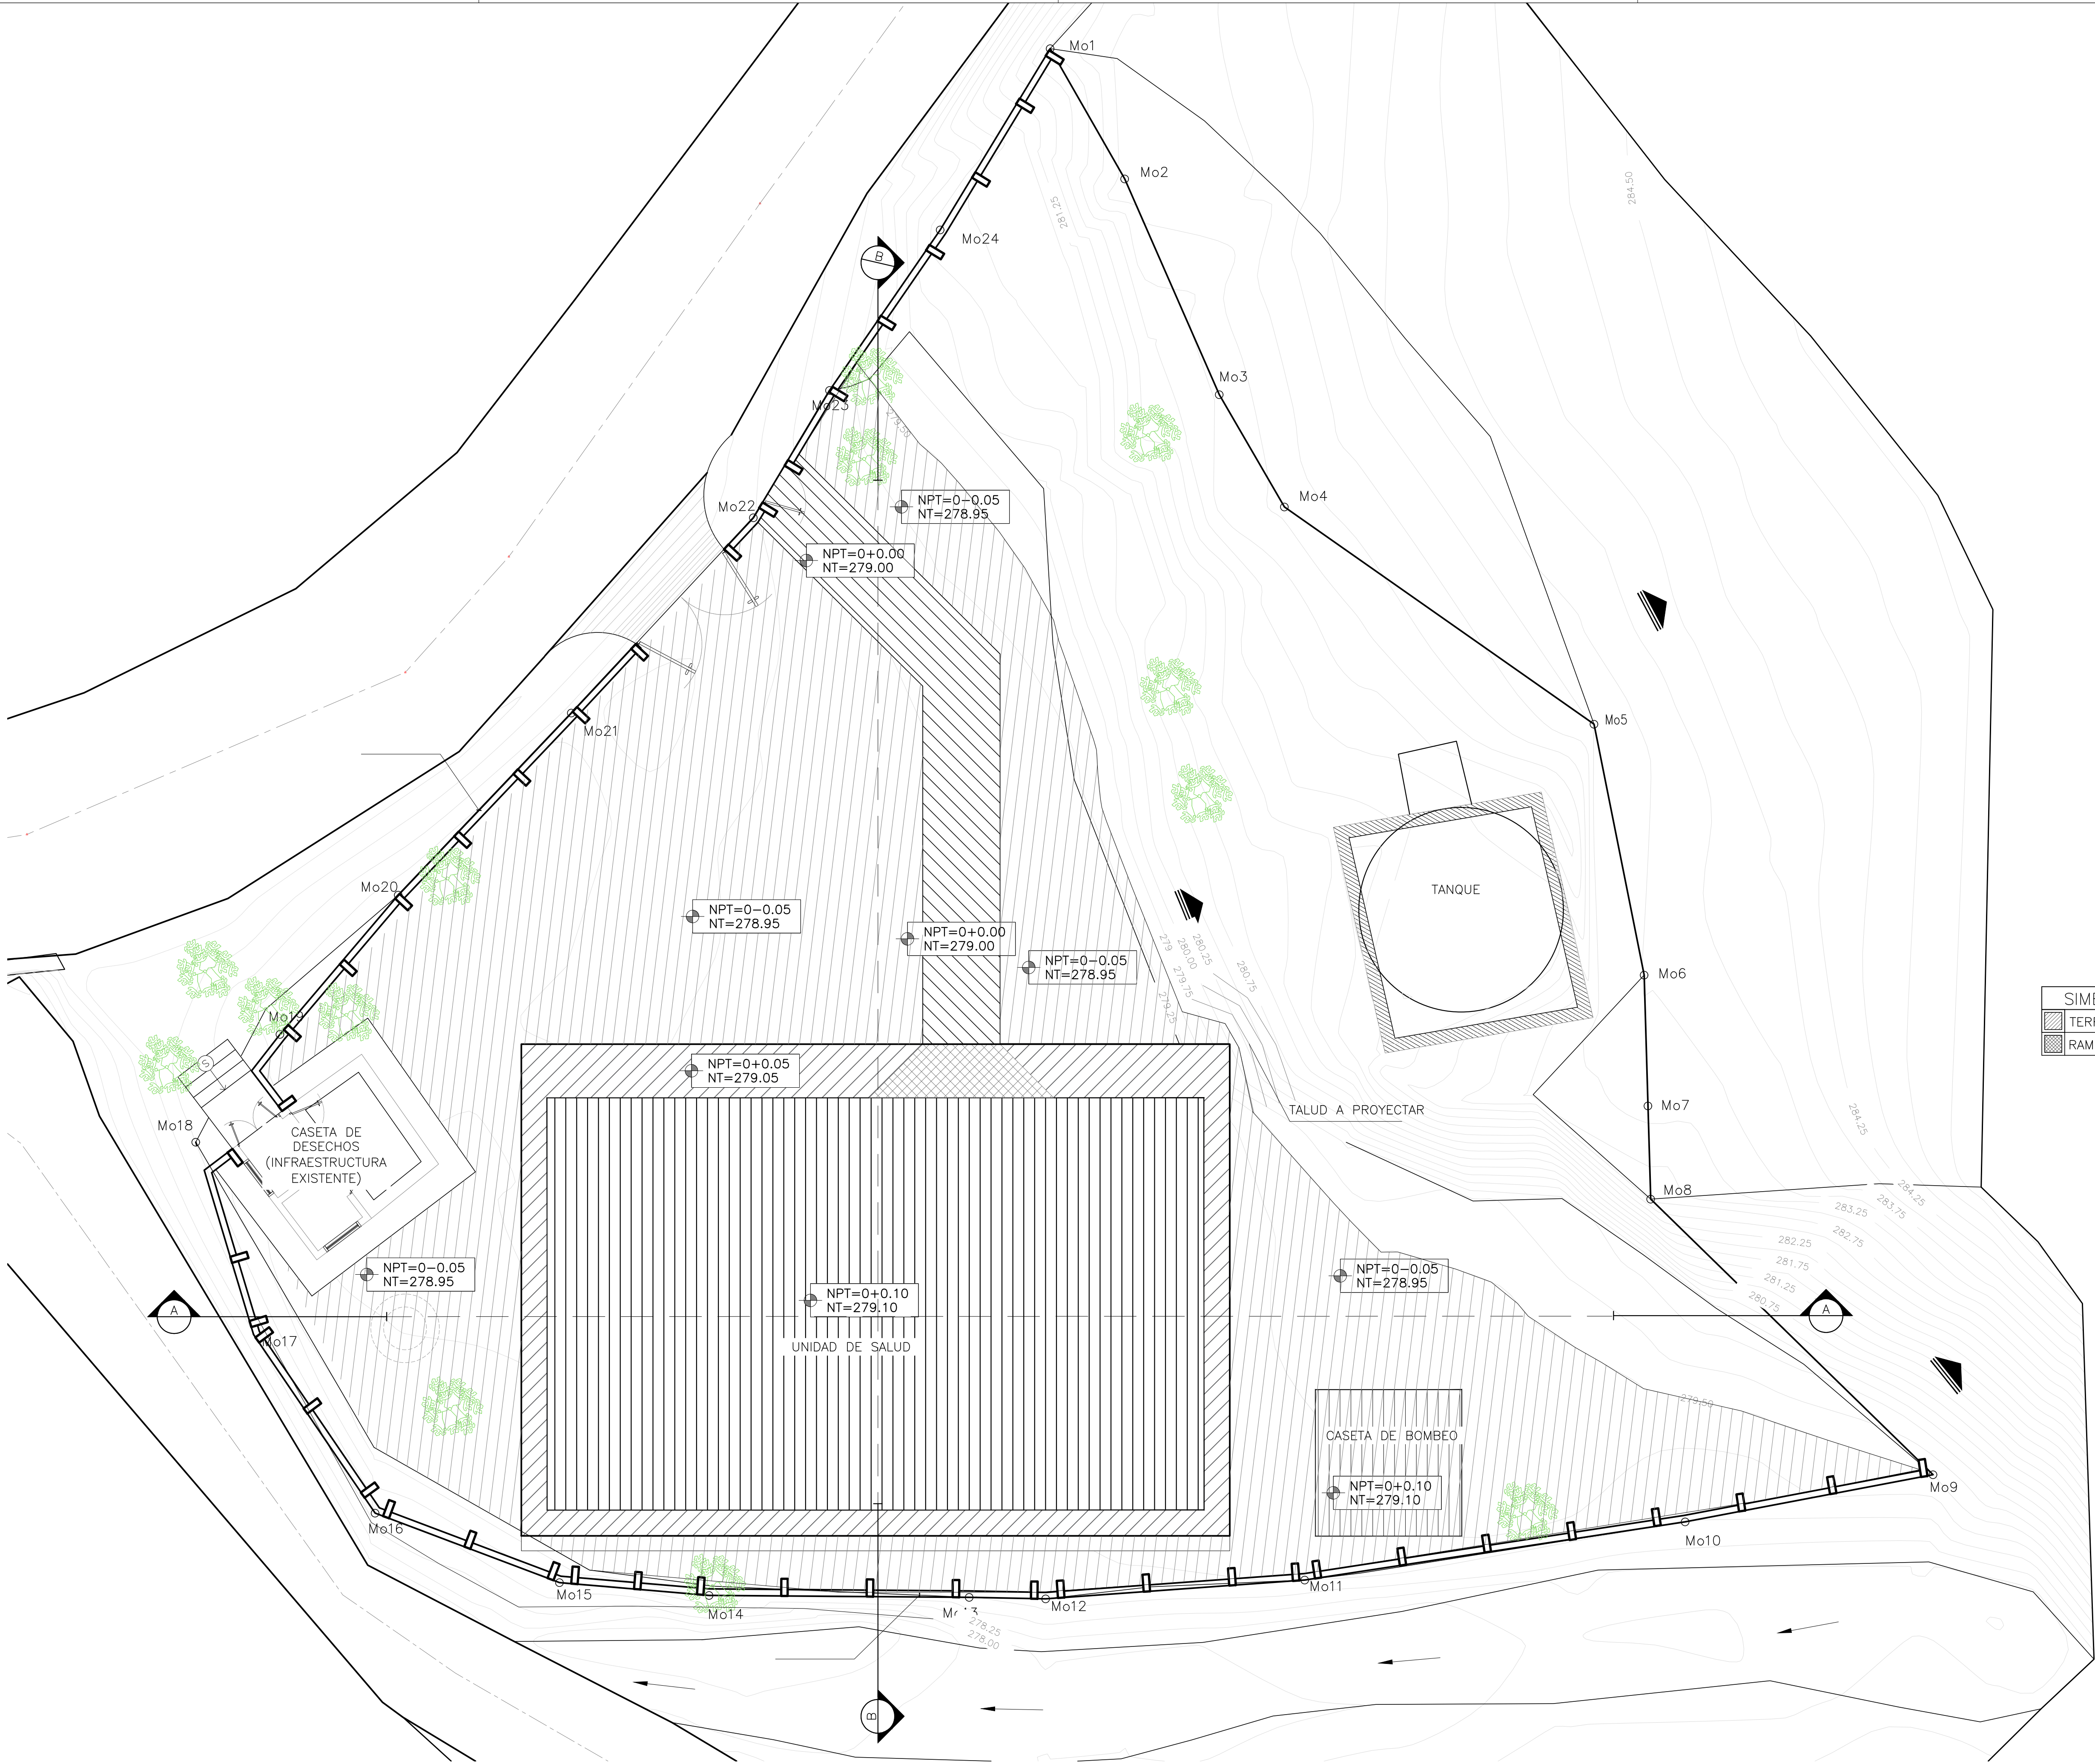 Mo1
Mo2
284.50
281.25
Mo24
B
Mo3
Mo23
279.50
Mo4
Mo22
NPT=0-0.05
NT=278.95
NPT=0+0.00
NT=279.00
Mo21
Mo5
Mo20
TANQUE
NPT=0-0.05
NT=278.95
NPT=0+0.00
NT=279.00
NPT=0-0.05
NT=278.95
279
280.00
280.25
279.75
280.75
279.25
Mo6
Mo19
S
NPT=0+0.05
NT=279.05
Mo7
TALUD A PROYECTAR
284.25
Mo18
CASETA DE
DESECHOS
(INFRAESTRUCTURA
EXISTENTE)
Mo8
284.25
283.75
283.25
282.75
282.25
281.75
281.25
280.75
NPT=0-0.05
NT=278.95
NPT=0-0.05
NT=278.95
NPT=0+0.10
NT=279.10
A
A
Mo17
UNIDAD DE SALUD
279.50
CASETA DE BOMBEO
NPT=0+0.10
NT=279.10
Mo9
Mo16
Mo10
Mo15
Mo14
Mo12
Mo11
278.25
278.00
B